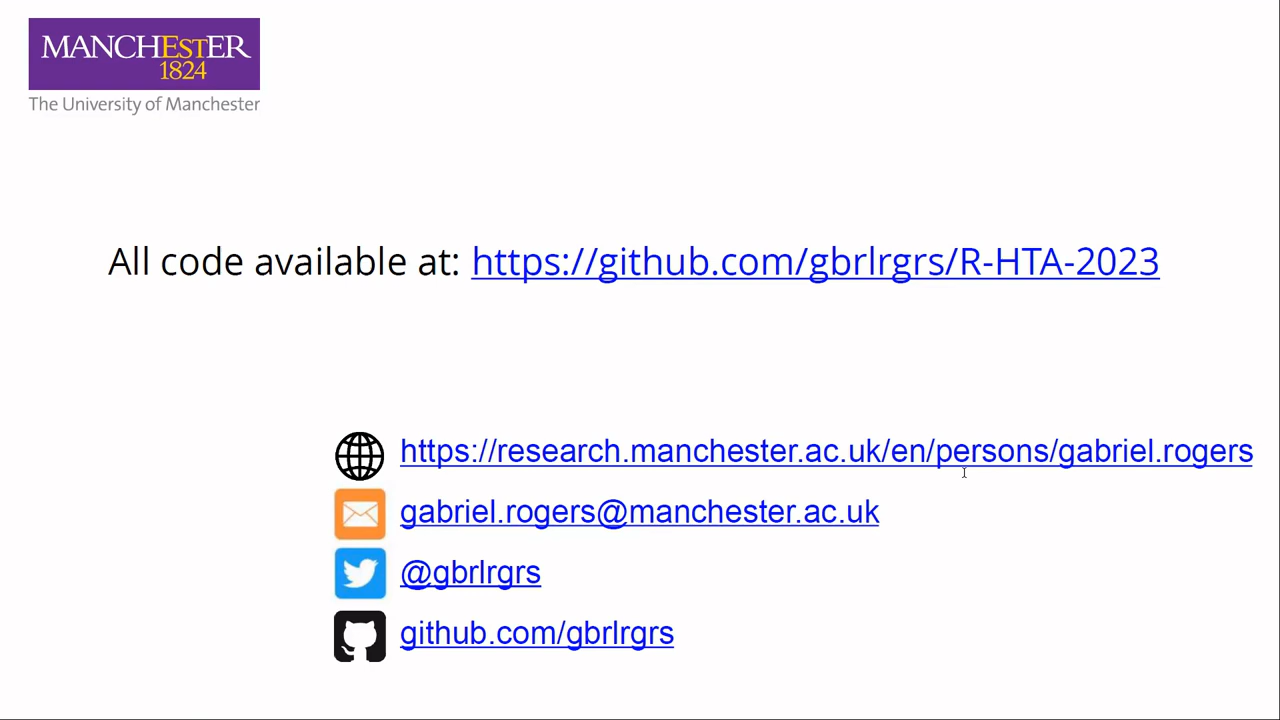 MANCHEsTER
1824
The University of Manchester
All code available at: https://github.com/gbrlrgrs/R-HTA-2023
https://research.manchester.ac.uk/en/persons/gabriel.rogers
gabriel.rogers@manchester.ac.uk
@gbrlrgrs
github.com/gbrlrgrs